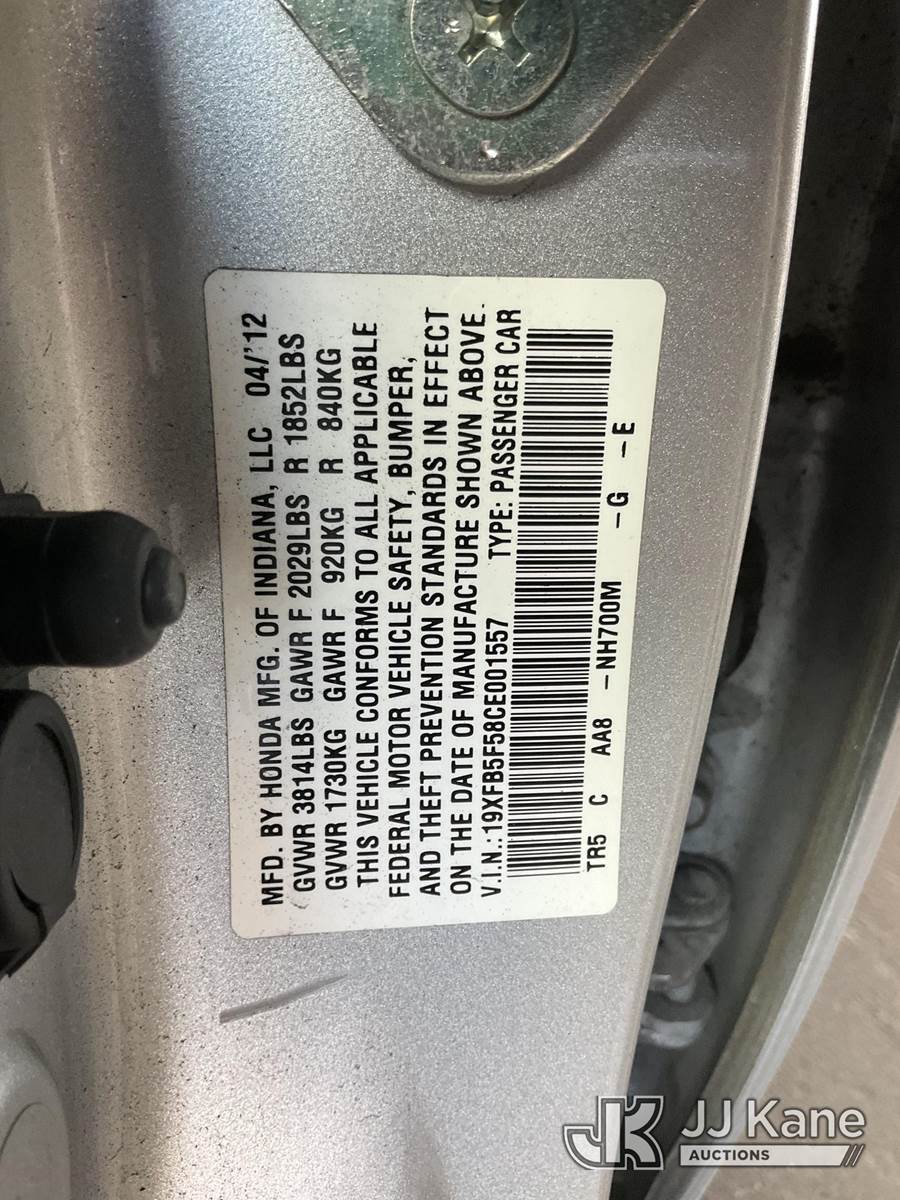 MFD. BY HONDA MFG. OF INDIANA, LLC 04/'12
GVWR 3814LBS GAWR F 2029LBS R 1852LBS
GVWR 1730KG GAWR F 920KG R 840KG
THIS VEHICLE CONFORMS TO ALL APPLICABLE
FEDERAL MOTOR VEHICLE SAFETY, BUMPER,
AND THEFT PREVENTION STANDARDS IN EFFECT
ON THE DATE OF MANUFACTURE SHOWN ABOVE.
V.I.N.:19XFB5F58CE001557 TYPE: PASSENGER CAR
TR5 C AA8 - NH700M -G -E
JK JJ Kane
AUCTIONS